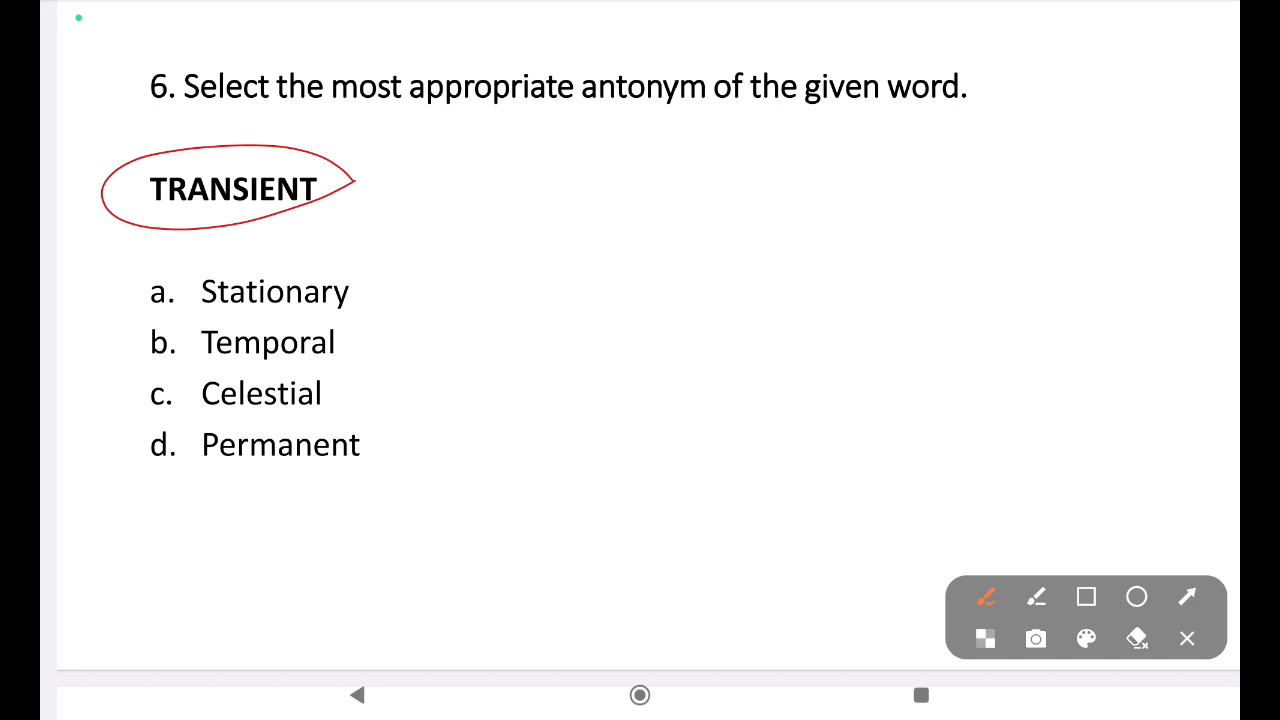 6. Select the most appropriate antonym of the given word.
TRANSIENT
a. Stationary
b. Temporal
c. Celestial
d. Permanent